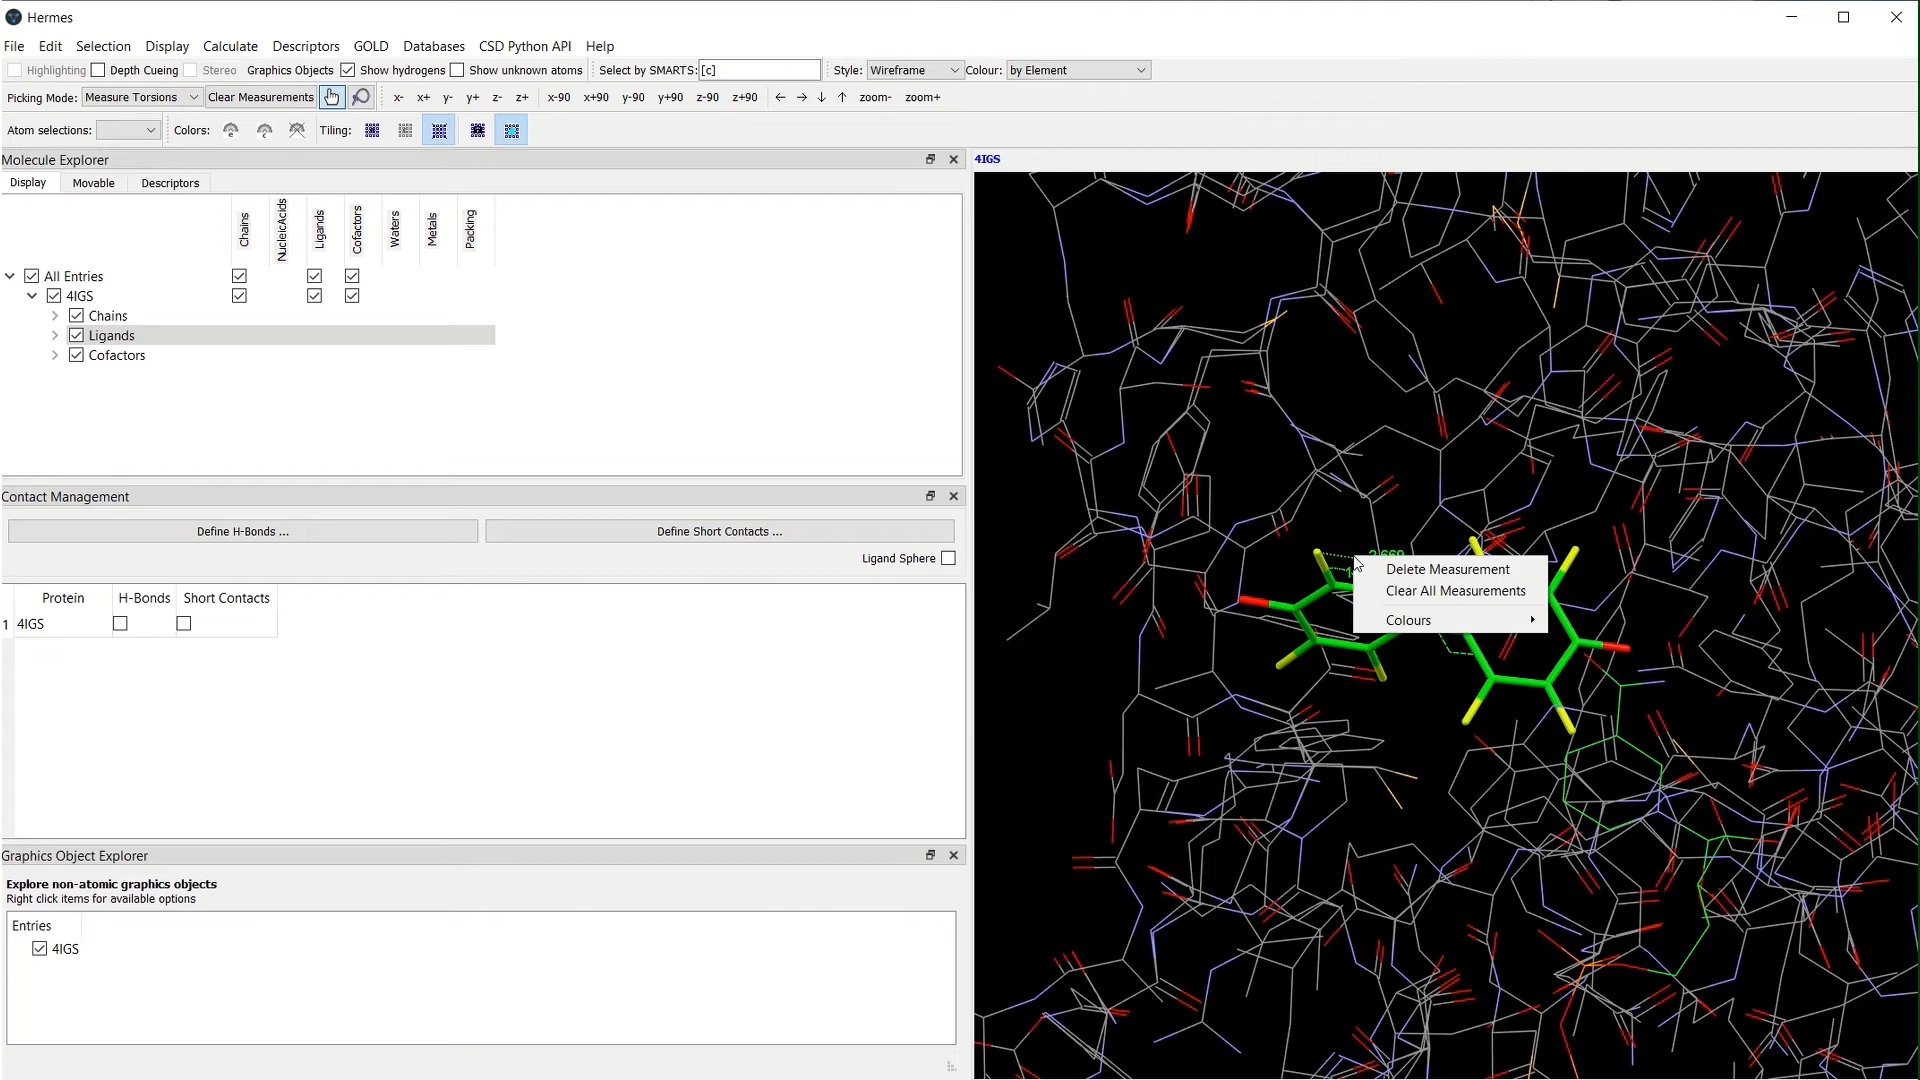 Hermes
File Edit Selection Display Calculate Descriptors GOLD Databases CSD Python API Help
Highlighting Depth Cueing Stereo Graphics Objects Show hydrogens Show unknown atoms Select by SMARTS: [c] Style: Wireframe Colour: by Element
Picking Mode: Measure Torsions Clear Measurements x- x+ y- y+ z- z+ x-90 x+90 y-90 y+90 z-90 z+90 zoom- zoom+
Atom selections: Colors: Tiling:
Molecule Explorer
4IGS
Display Movable Descriptors
Chains NucleicAcids Ligands Cofactors Waters Metals Packing
All Entries
4IGS
Chains
Ligands
Cofactors
Contact Management
Define H-Bonds ... Define Short Contacts ...
Ligand Sphere
Protein H-Bonds Short Contacts
1 4IGS
2.669
Delete Measurement
Clear All Measurements
Colours
Graphics Object Explorer
Explore non-atomic graphics objects
Right click items for available options
Entries
4IGS